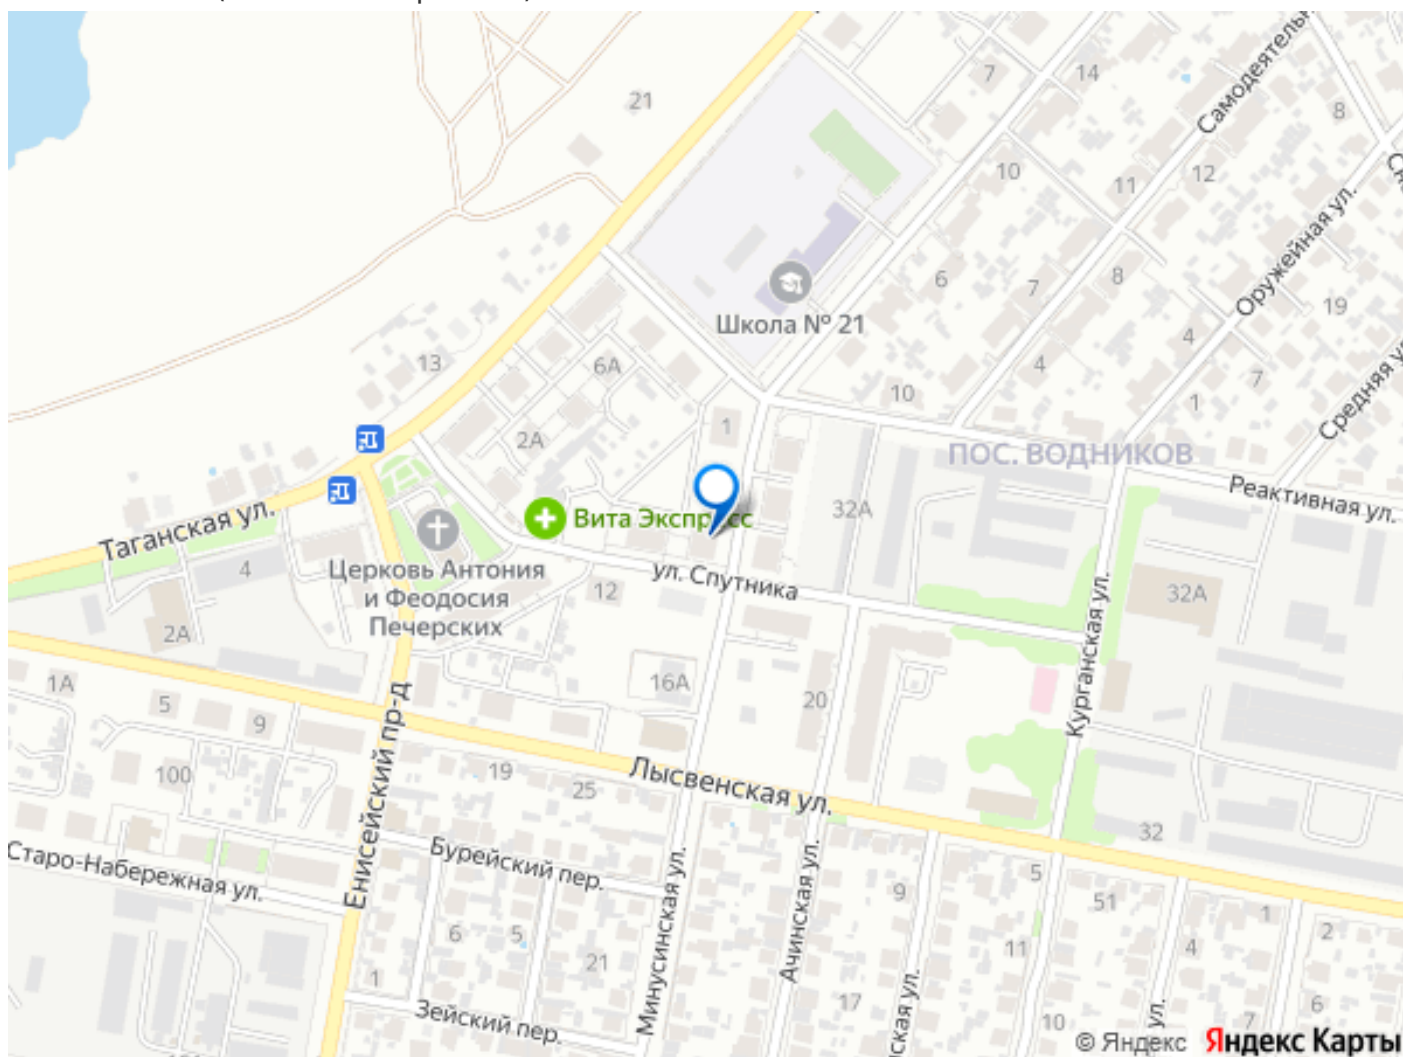 Самодеятельн
7
14
21
8
10
12
11
Оружейная ул.
6
7
8
19
Школа № 21
4
13
6А
4
10
7
1
Средняя у
2А
1
ПОС. ВОДНИКОВ
Реактивная ул.
Таганская ул.
Вита Экспресс
32А
4
Церковь Антония
и Феодосия
Печерских
ул. Спутника
12
32А
2А
Курганская ул.
1А
5
9
16А
20
Енисейский пр-д
100
19
25
Лысвенская ул.
32
Старо-Набережная ул.
Бурейский пер.
Минусинская ул.
Ачинская ул.
9
5
51
1
2
6
5
21
11
4
1
17
Зейский пер.
нская ул.
10
ул.
7
6
© Яндекс Яндекс Карты